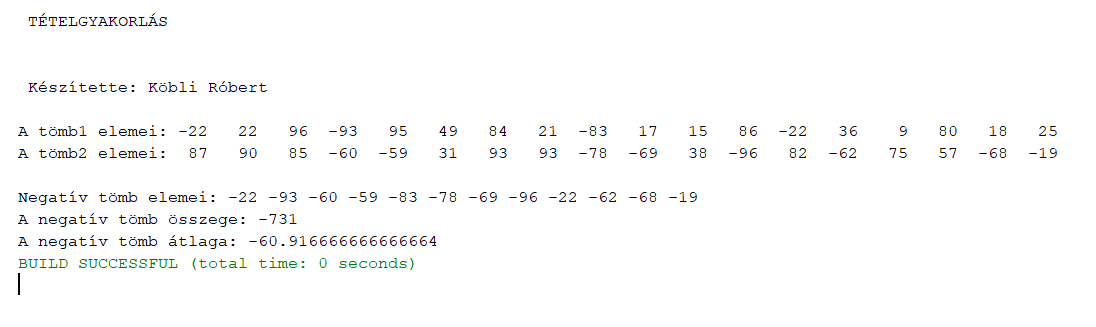 TÉTELGYAKORLÁS
Készítette: Köbli Róbert
A tömb1 elemei: -22 22 96 -93 95 49 84 21 -83 17 15 86 -22 36 9 80 18 25
A tömb2 elemei: 87 90 85 -60 -59 31 93 93 -78 -69 38 -96 82 -62 75 57 -68 -19
Negatív tömb elemei: -22 -93 -60 -59 -83 -78 -69 -96 -22 -62 -68 -19
A negatív tömb összege: -731
A negatív tömb átlaga: -60.916666666666664
BUILD SUCCESSFUL (total time: 0 seconds)